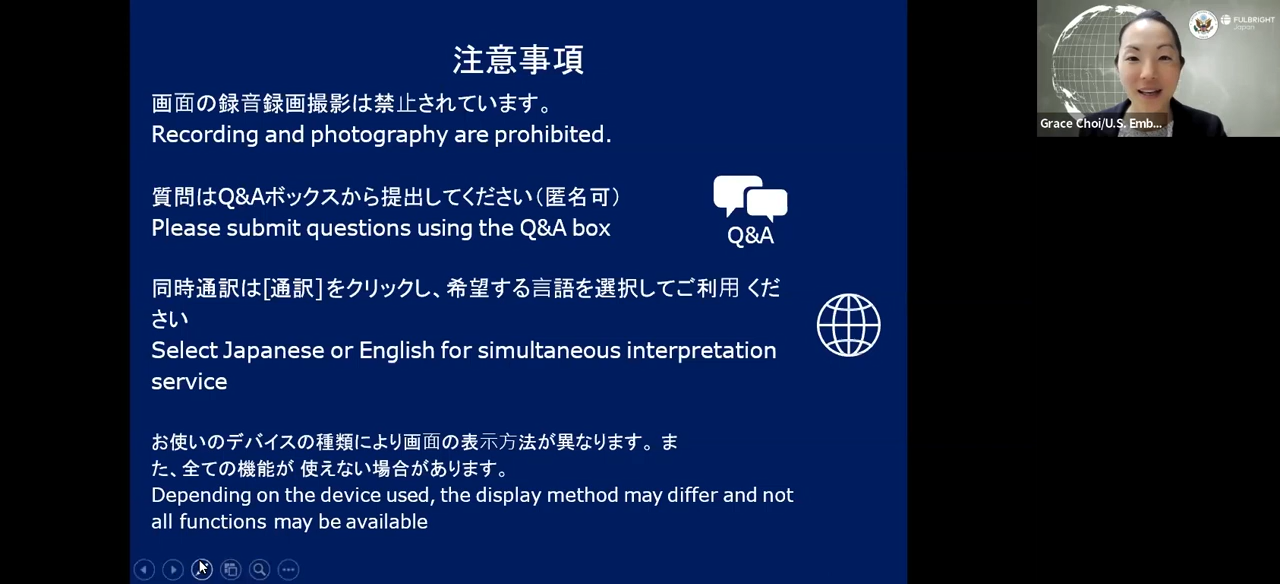 注意事項
画面の録音録画撮影は禁止されています。
Recording and photography are prohibited.
質問はQ&Aボックスから提出してください（匿名可）
Please submit questions using the Q&A box
Q&A
同時通訳は[通訳]をクリックし、希望する言語を選択してご利用 くだ
さい
Select Japanese or English for simultaneous interpretation
service
お使いのデバイスの種類により画面の表示方法が異なります。ま
た、全ての機能が 使えない場合があります。
Depending on the device used, the display method may differ and not
all functions may be available
FULBRIGHT
Japan
Grace Choi/U.S. Emb...